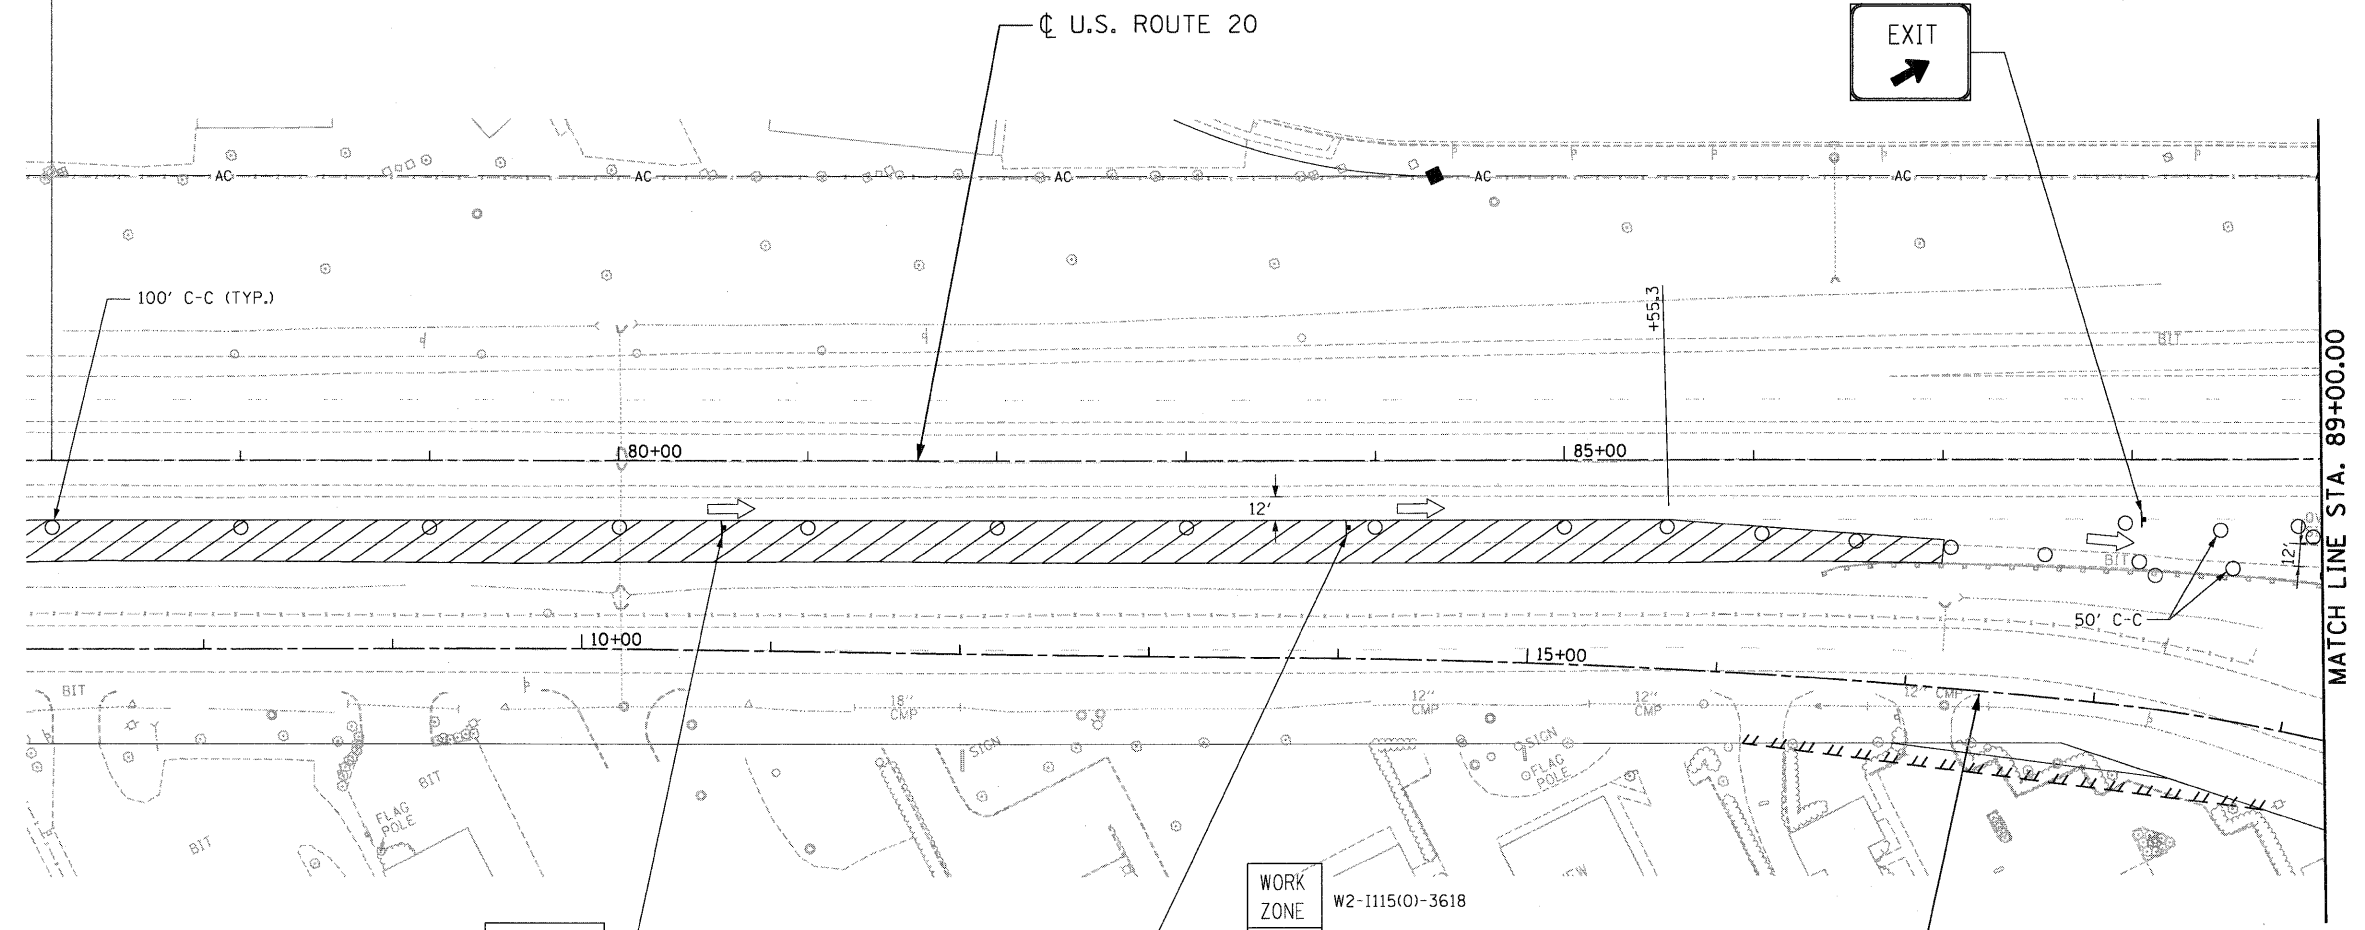 ℄ U.S. ROUTE 20
EXIT
AC
AC
AC
AC
AC
100' C-C (TYP.)
+55.3
BIT
80+00
85+00
12'
12'
BIT
50' C-C
MATCH LINE STA. 89+00.00
10+00
15+00
BIT
18" CMP
12" CMP
12" CMP
12" CMP
SIGN
SIGN
FLAG POLE
BIT
FLAG POLE
BIT
WORK
ZONE
W2-I115(O)-3618